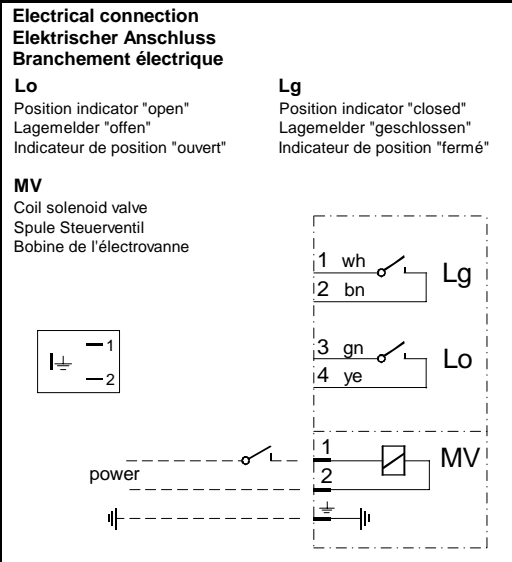 Electrical connection
Elektrischer Anschluss
Branchement électrique
Lo
Position indicator "open"
Lagemelder "offen"
Indicateur de position "ouvert"
Lg
Position indicator "closed"
Lagemelder "geschlossen"
Indicateur de position "fermé"
MV
Coil solenoid valve
Spule Steuerventil
Bobine de l'électrovanne
1 wh
2 bn
Lg
3 gn
4 ye
Lo
1
2
1
2
MV
power